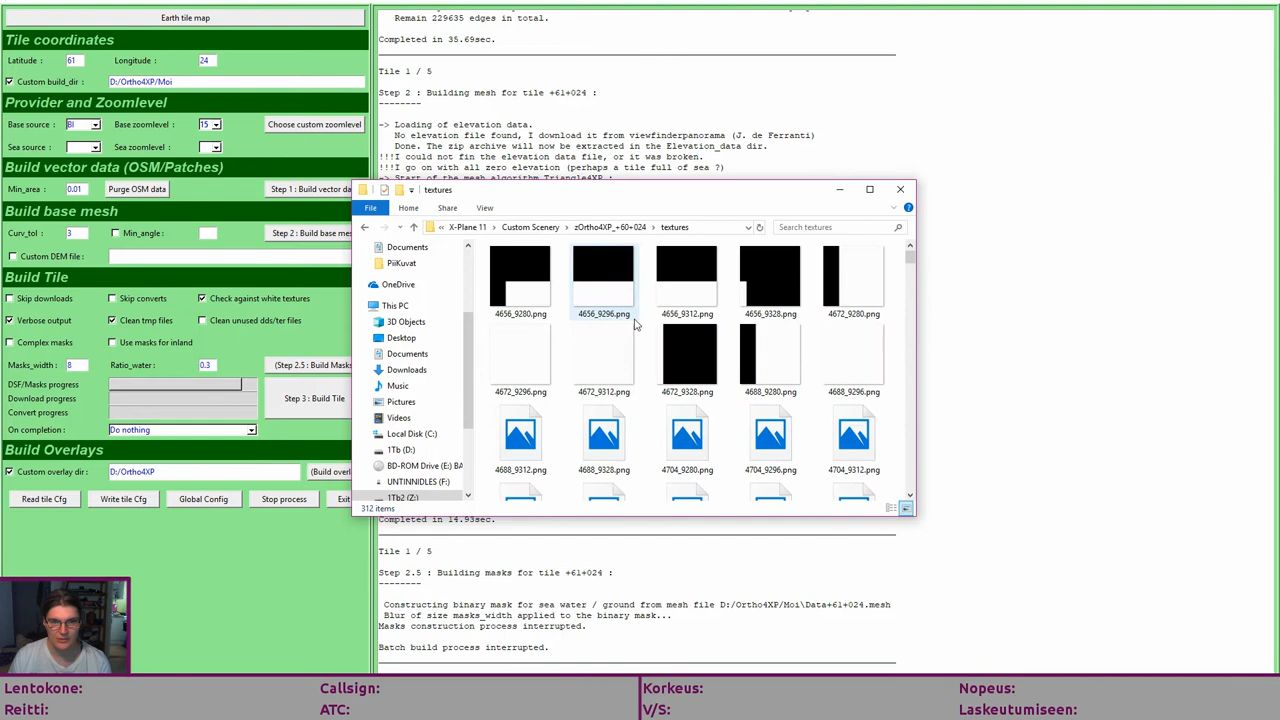 Earth tile map
Tile coordinates
Latitude : 61 Longitude : 24
Custom build_dir : D:/Ortho4XP/Moi
Provider and Zoomlevel
Base source : BI Base zoomlevel : 15 Choose custom zoomlevel
Sea source : Sea zoomlevel :
Build vector data (OSM/Patches)
Min_area : 0.01 Purge OSM data Step 1 : Build vector da
Build base mesh
Curv_tol : 3 Min_angle : Step 2 : Build base mes
Custom DEM file :
Build Tile
Skip downloads Skip converts Check against white textures
Verbose output Clean tmp files Clean unused dds/ter files
Complex masks Use masks for inland
Masks_width : 8 Ratio_water : 0.3 (Step 2.5 : Build Masks
DSF/Masks progress
Download progress Step 3 : Build Tile
Convert progress
On completion : Do nothing
Build Overlays
Custom overlay dir : D:/Ortho4XP (Build overl
Read tile Cfg Write tile Cfg Global Config Stop process Exit
Remain 229635 edges in total.
Completed in 35.69sec.
Tile 1 / 5
Step 2 : Building mesh for tile +61+024 :
--------
-> Loading of elevation data.
No elevation file found, I download it from viewfinderpanorama (J. de Ferranti)
Done. The zip archive will now be extracted in the Elevation_data dir.
!!!I could not fin the elevation data file, or it was broken.
!!!I go on with all zero elevation (perhaps a tile full of sea ?)
-> Start of the mesh algorithm Triangle4XP :
textures
File Home Share View
« X-Plane 11 > Custom Scenery > zOrtho4XP_+60+024 > textures Search textures
Documents
PiiKuvat
OneDrive
This PC
3D Objects
Desktop
Documents
Downloads
Music
Pictures
Videos
Local Disk (C:)
1Tb (D:)
BD-ROM Drive (E:) BA
UNTINNIDLES (F:)
1Tb2 (Z:)
4656_9280.png 4656_9296.png 4656_9312.png 4656_9328.png 4672_9280.png
4672_9296.png 4672_9312.png 4672_9328.png 4688_9280.png 4688_9296.png
4688_9312.png 4688_9328.png 4704_9280.png 4704_9296.png 4704_9312.png
312 items
Completed in 14.93sec.
Tile 1 / 5
Step 2.5 : Building masks for tile +61+024 :
--------
Constructing binary mask for sea water / ground from mesh file D:/Ortho4XP/Moi\Data+61+024.mesh
Blur of size masks_width applied to the binary mask...
Masks construction process interrupted.
Batch build process interrupted.
Lentokone: Callsign: Korkeus: Nopeus:
Reitti: ATC: V/S: Laskeutumiseen: